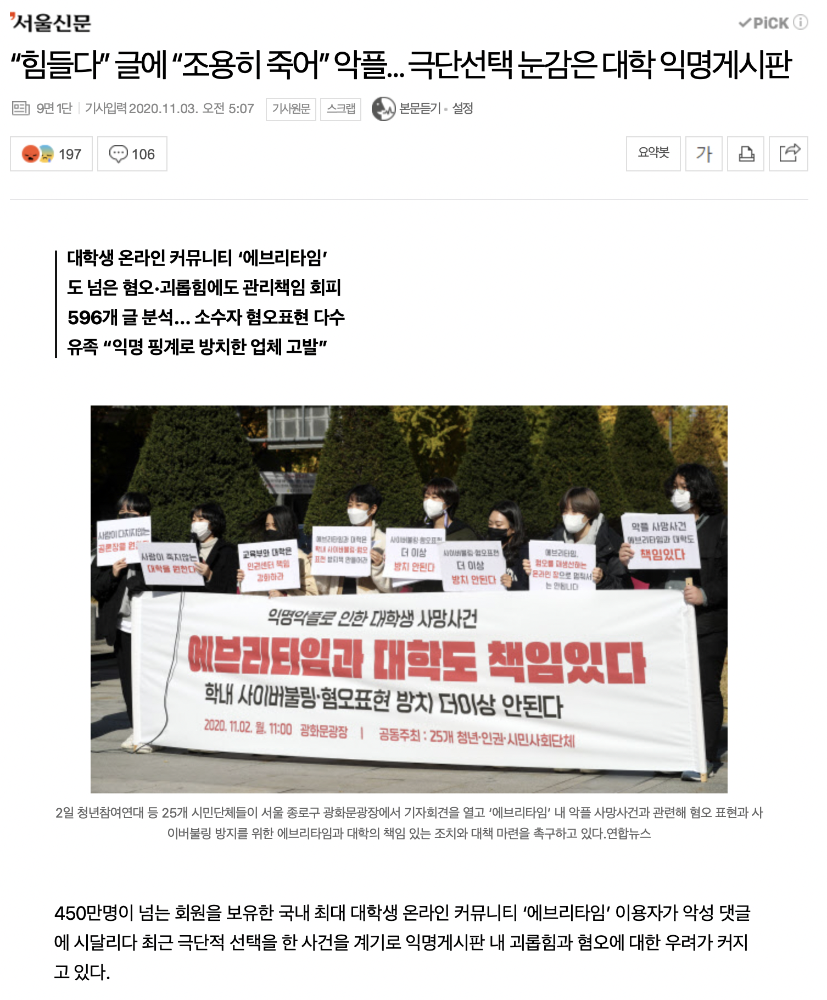 서울신문
PiCK
“힘들다” 글에 “조용히 죽어” 악플... 극단선택 눈감은 대학 익명게시판
9면 1단 기사입력 2020.11.03. 오전 5:07 기사원문 스크랩 본문듣기 · 설정
197 106 요약봇 가
대학생 온라인 커뮤니티 ‘에브리타임’
도 넘은 혐오·괴롭힘에도 관리책임 회피
596개 글 분석... 소수자 혐오표현 다수
유족 “익명 핑계로 방치한 업체 고발”
사람이 다치지않는
공론장을
사람이 죽지않는
대학을 원한다
교육부와 대학은
인권센터 책임
강화하라
에브리타임과 대학은
학내 사이버불링·혐오
표현 방지책 만들어라
사이버불링·혐오표현
더 이상
방치 안된다
사이버불링·혐오표현
더 이상
방치 안된다
에브리타임,
혐오를 재생산하는
온라인 장으로 멈춰서
는 안됩니다
악플 사망사건
에브리타임과 대학도
책임있다
익명악플로 인한 대학생 사망사건
에브리타임과 대학도 책임있다
학내 사이버불링·혐오표현 방치 더이상 안된다
2020. 11.02. 월. 11:00 광화문광장 | 공동주최 : 25개 청년·인권·시민사회단체
2일 청년참여연대 등 25개 시민단체들이 서울 종로구 광화문광장에서 기자회견을 열고 ‘에브리타임’ 내 악플 사망사건과 관련해 혐오 표현과 사
이버불링 방지를 위한 에브리타임과 대학의 책임 있는 조치와 대책 마련을 촉구하고 있다.연합뉴스
450만명이 넘는 회원을 보유한 국내 최대 대학생 온라인 커뮤니티 ‘에브리타임’ 이용자가 악성 댓글
에 시달리다 최근 극단적 선택을 한 사건을 계기로 익명게시판 내 괴롭힘과 혐오에 대한 우려가 커지
고 있다.